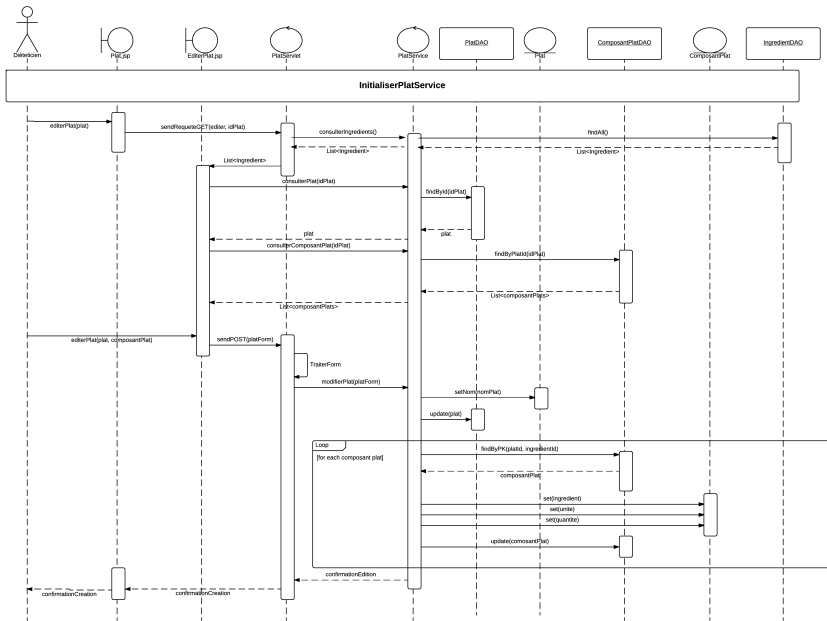 Dieteticien
Plat.jsp
EditerPlat.jsp
PlatServlet
PlatService
PlatDAO
Plat
ComposantPlatDAO
ComposantPlat
IngredientDAO
InitialiserPlatService
editerPlat(plat)
sendRequeteGET(editer, idPlat)
consulterIngredients()
findAll()
List<Ingredient>
List<Ingredient>
List<Ingredient>
consulterPlat(idPlat)
findById(idPlat)
plat
plat
consulterComposantPlat(idPlat)
findByPlatId(idPlat)
List<composantPlats>
List<composantPlats>
editerPlat(plat, composantPlat)
sendPOST(platForm)
TraiterForm
modifierPlat(platForm)
setNom(nomPlat)
update(plat)
Loop
[for each composant plat]
findByPK(platId, ingredientId)
composantPlat
set(ingredient)
set(unite)
set(quantite)
update(comosantPlat)
confirmationEdition
confirmationCreation
confirmationCreation